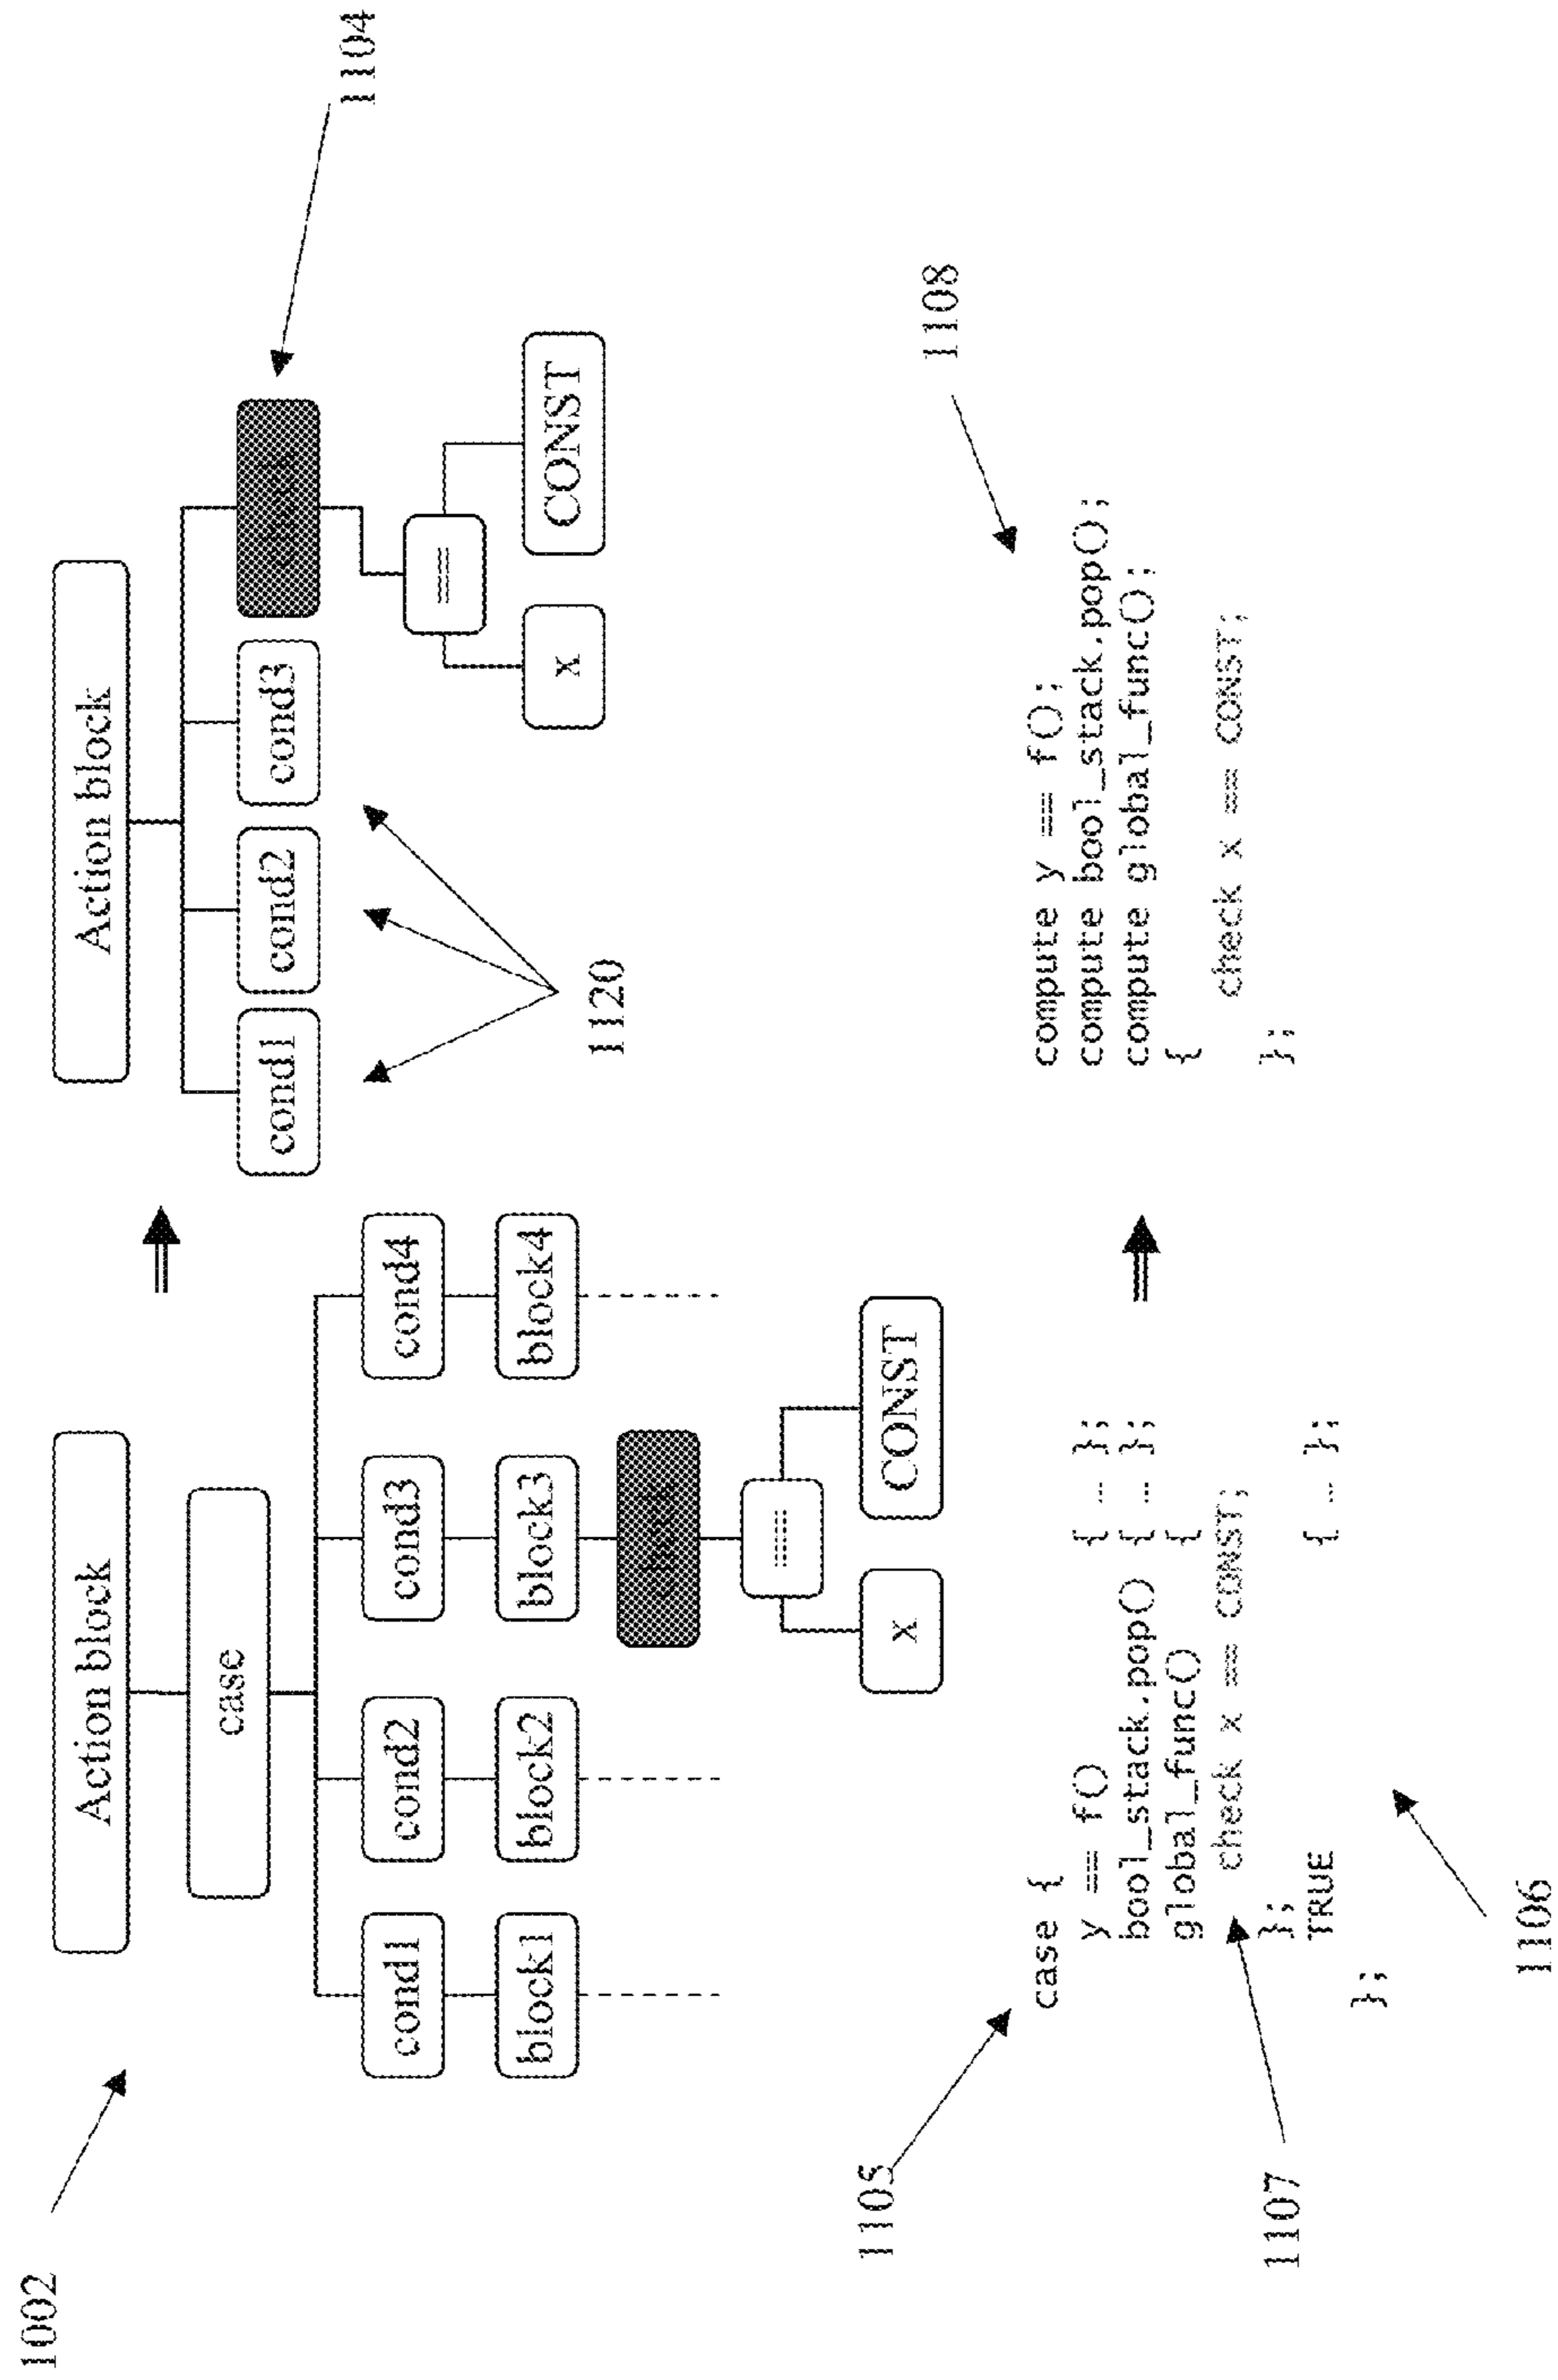 1002
Action block
case
cond1 cond2 cond3 cond4
block1 block2 block3 block4
==
x CONST
Action block
cond1 cond2 cond3
1104
==
x CONST
1120
1105
case {
y == f() { ... };
bool_stack.pop() { ... };
global_func() {
check x == CONST;
};
TRUE { ... };
};
1107
1106
1108
compute y == f();
compute bool_stack.pop();
compute global_func();
{
check x == CONST;
};